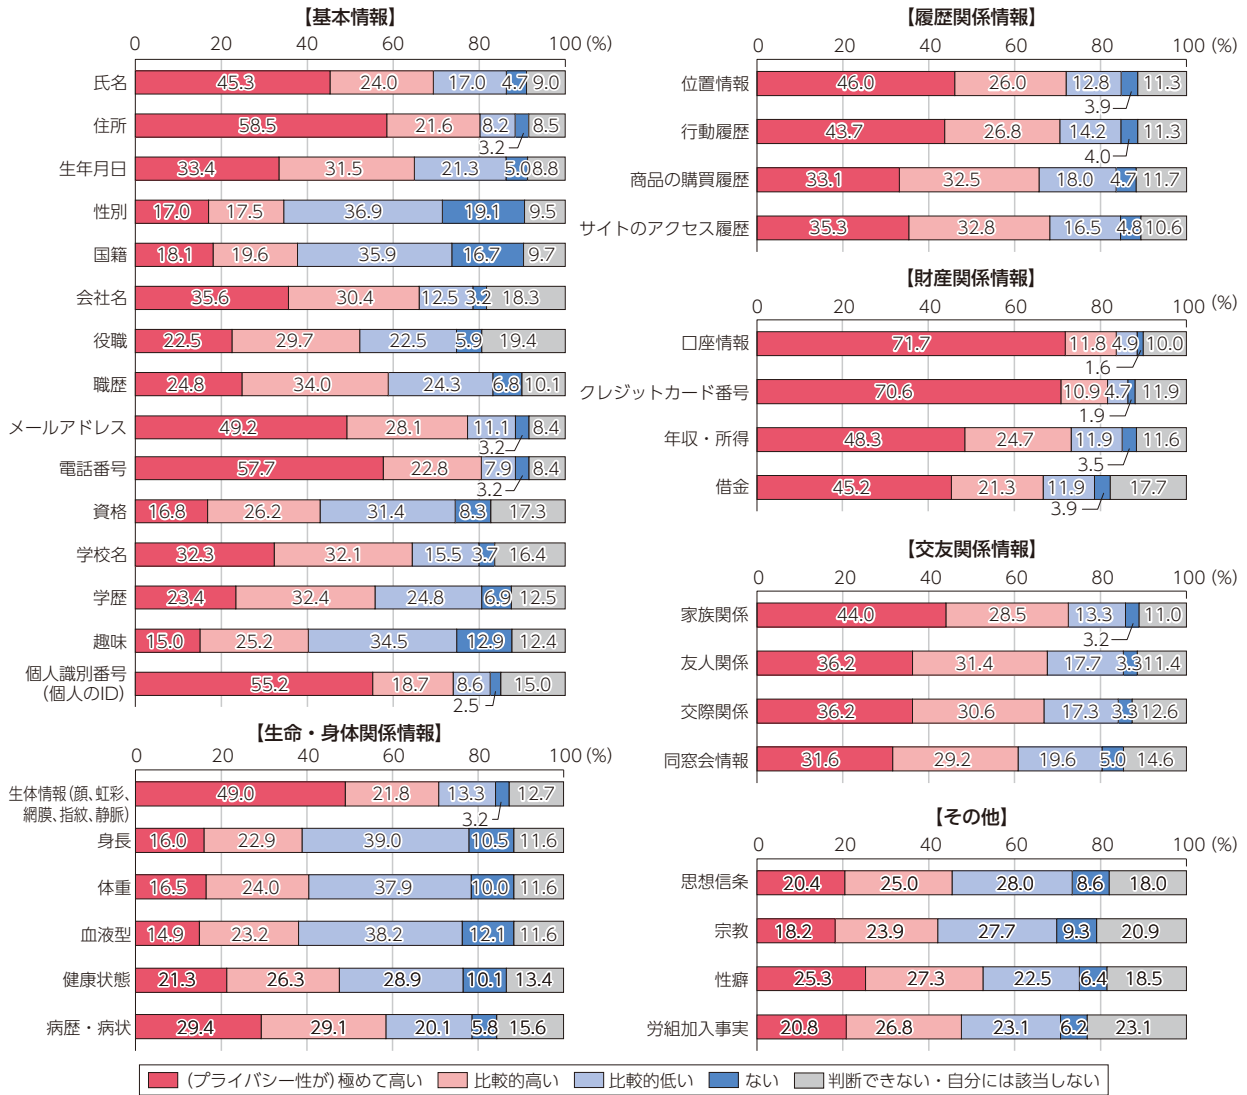 【基本情報】
0 20 40 60 80 100 (%)
氏名 45.3 24.0 17.0 4.7 9.0
住所 58.5 21.6 8.2 3.2 8.5
生年月日 33.4 31.5 21.3 5.0 8.8
性別 17.0 17.5 36.9 19.1 9.5
国籍 18.1 19.6 35.9 16.7 9.7
会社名 35.6 30.4 12.5 3.2 18.3
役職 22.5 29.7 22.5 5.9 19.4
職歴 24.8 34.0 24.3 6.8 10.1
メールアドレス 49.2 28.1 11.1 3.2 8.4
電話番号 57.7 22.8 7.9 3.2 8.4
資格 16.8 26.2 31.4 8.3 17.3
学校名 32.3 32.1 15.5 3.7 16.4
学歴 23.4 32.4 24.8 6.9 12.5
趣味 15.0 25.2 34.5 12.9 12.4
個人識別番号
(個人のID) 55.2 18.7 8.6 2.5 15.0
【生命・身体関係情報】
0 20 40 60 80 100 (%)
生体情報(顔、虹彩、
網膜、指紋、静脈) 49.0 21.8 13.3 3.2 12.7
身長 16.0 22.9 39.0 10.5 11.6
体重 16.5 24.0 37.9 10.0 11.6
血液型 14.9 23.2 38.2 12.1 11.6
健康状態 21.3 26.3 28.9 10.1 13.4
病歴・病状 29.4 29.1 20.1 5.8 15.6
【履歴関係情報】
0 20 40 60 80 100 (%)
位置情報 46.0 26.0 12.8 3.9 11.3
行動履歴 43.7 26.8 14.2 4.0 11.3
商品の購買履歴 33.1 32.5 18.0 4.7 11.7
サイトのアクセス履歴 35.3 32.8 16.5 4.8 10.6
【財産関係情報】
0 20 40 60 80 100 (%)
口座情報 71.7 11.8 4.9 1.6 10.0
クレジットカード番号 70.6 10.9 4.7 1.9 11.9
年収・所得 48.3 24.7 11.9 3.5 11.6
借金 45.2 21.3 11.9 3.9 17.7
【交友関係情報】
0 20 40 60 80 100 (%)
家族関係 44.0 28.5 13.3 3.2 11.0
友人関係 36.2 31.4 17.7 3.3 11.4
交際関係 36.2 30.6 17.3 3.3 12.6
同窓会情報 31.6 29.2 19.6 5.0 14.6
【その他】
0 20 40 60 80 100 (%)
思想信条 20.4 25.0 28.0 8.6 18.0
宗教 18.2 23.9 27.7 9.3 20.9
性癖 25.3 27.3 22.5 6.4 18.5
労組加入事実 20.8 26.8 23.1 6.2 23.1
(プライバシー性が)極めて高い 比較的高い 比較的低い ない 判断できない・自分には該当しない